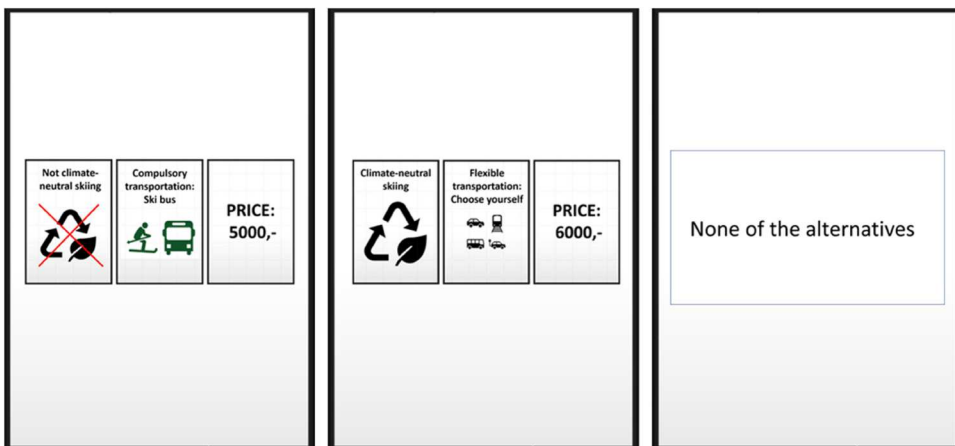 Not climate-
neutral skiing
Compulsory
transportation:
Ski bus
PRICE:
5000,-
Climate-neutral
skiing
Flexible
transportation:
Choose yourself
PRICE:
6000,-
None of the alternatives